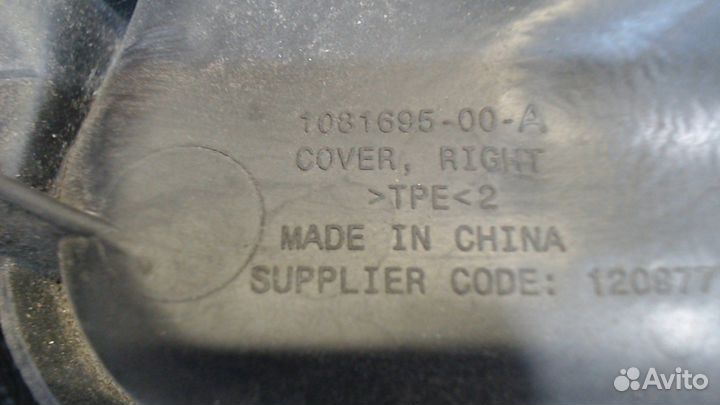 1081695-00-A
COVER, RIGHT
>TPE<2
MADE IN CHINA
SUPPLIER CODE: 120877
Avito